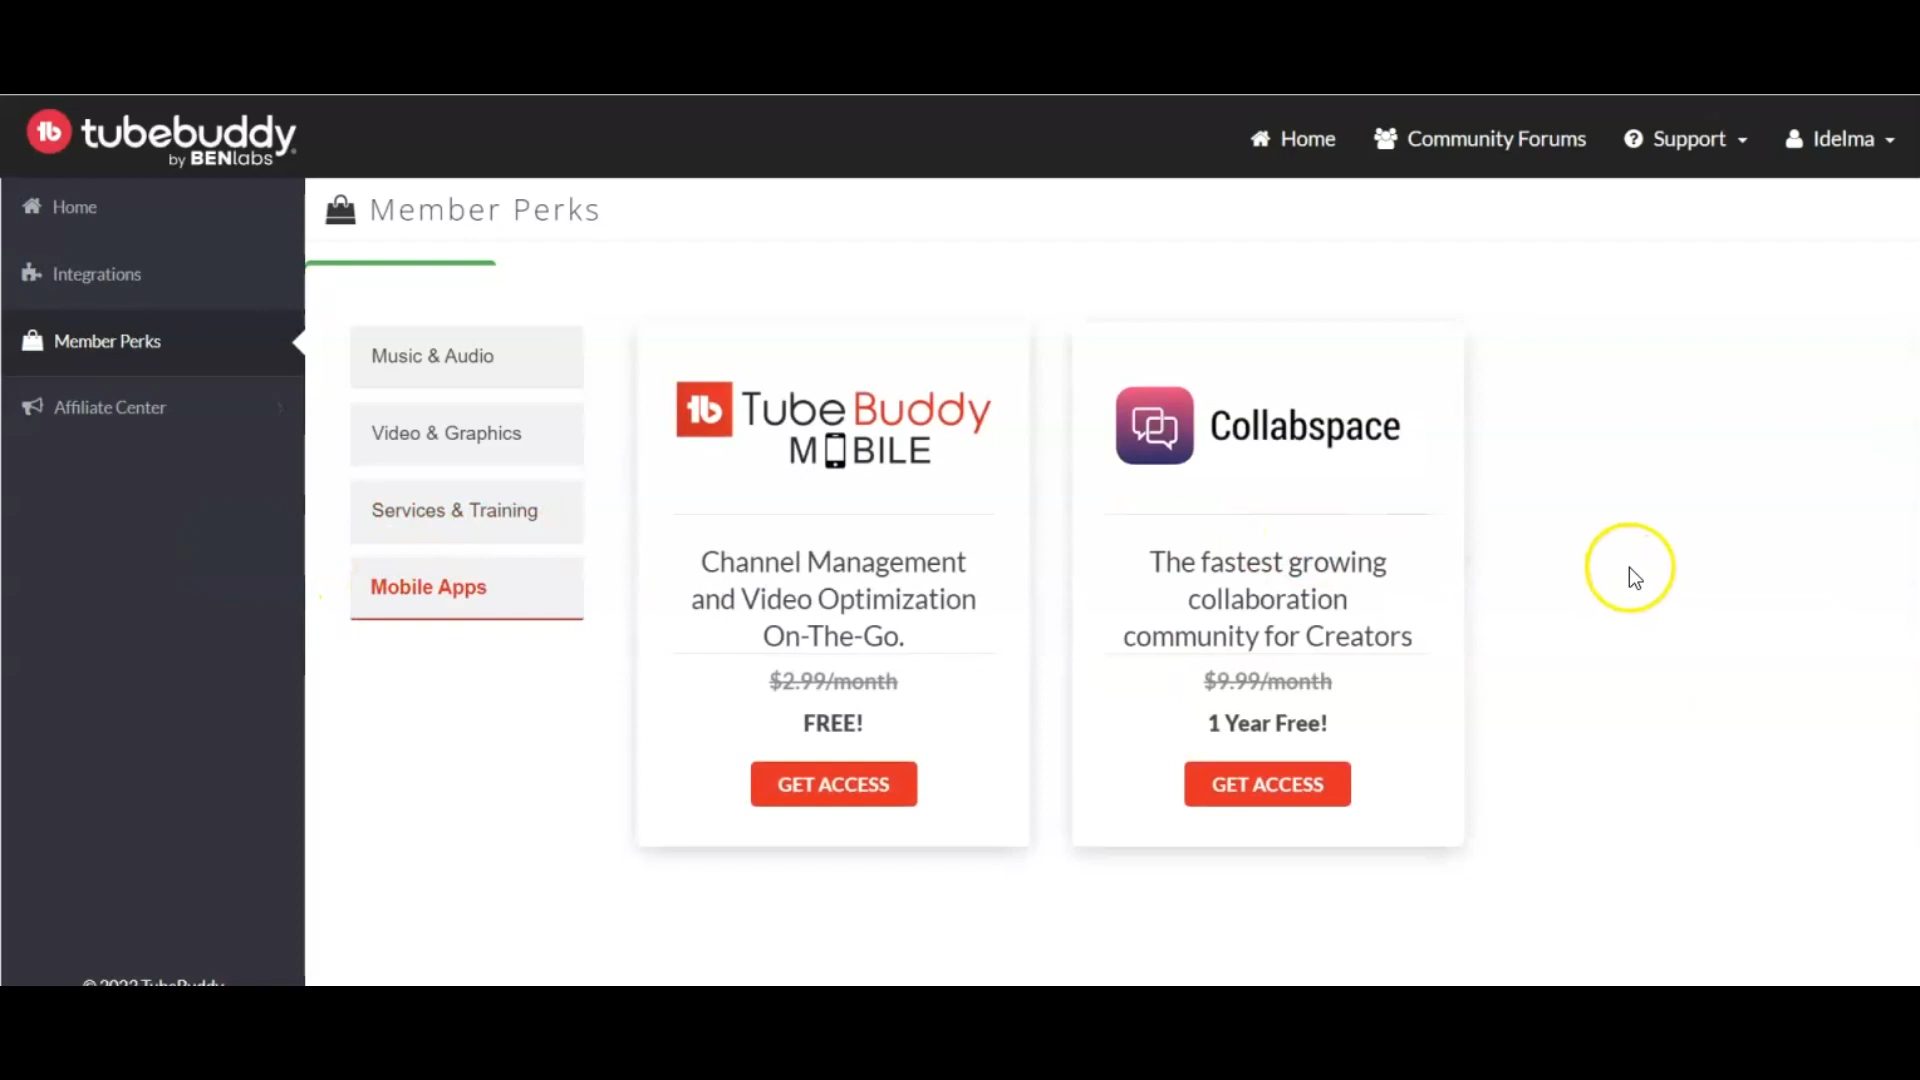 tubebuddy
by BENlabs
Home
Community Forums
Support
Idelma
Home
Integrations
Member Perks
Affiliate Center
Member Perks
Music & Audio
Video & Graphics
Services & Training
Mobile Apps
TubeBuddy
MOBILE
Channel Management
and Video Optimization
On-The-Go.
$2.99/month
FREE!
GET ACCESS
Collabspace
The fastest growing
collaboration
community for Creators
$9.99/month
1 Year Free!
GET ACCESS
TubeBuddy